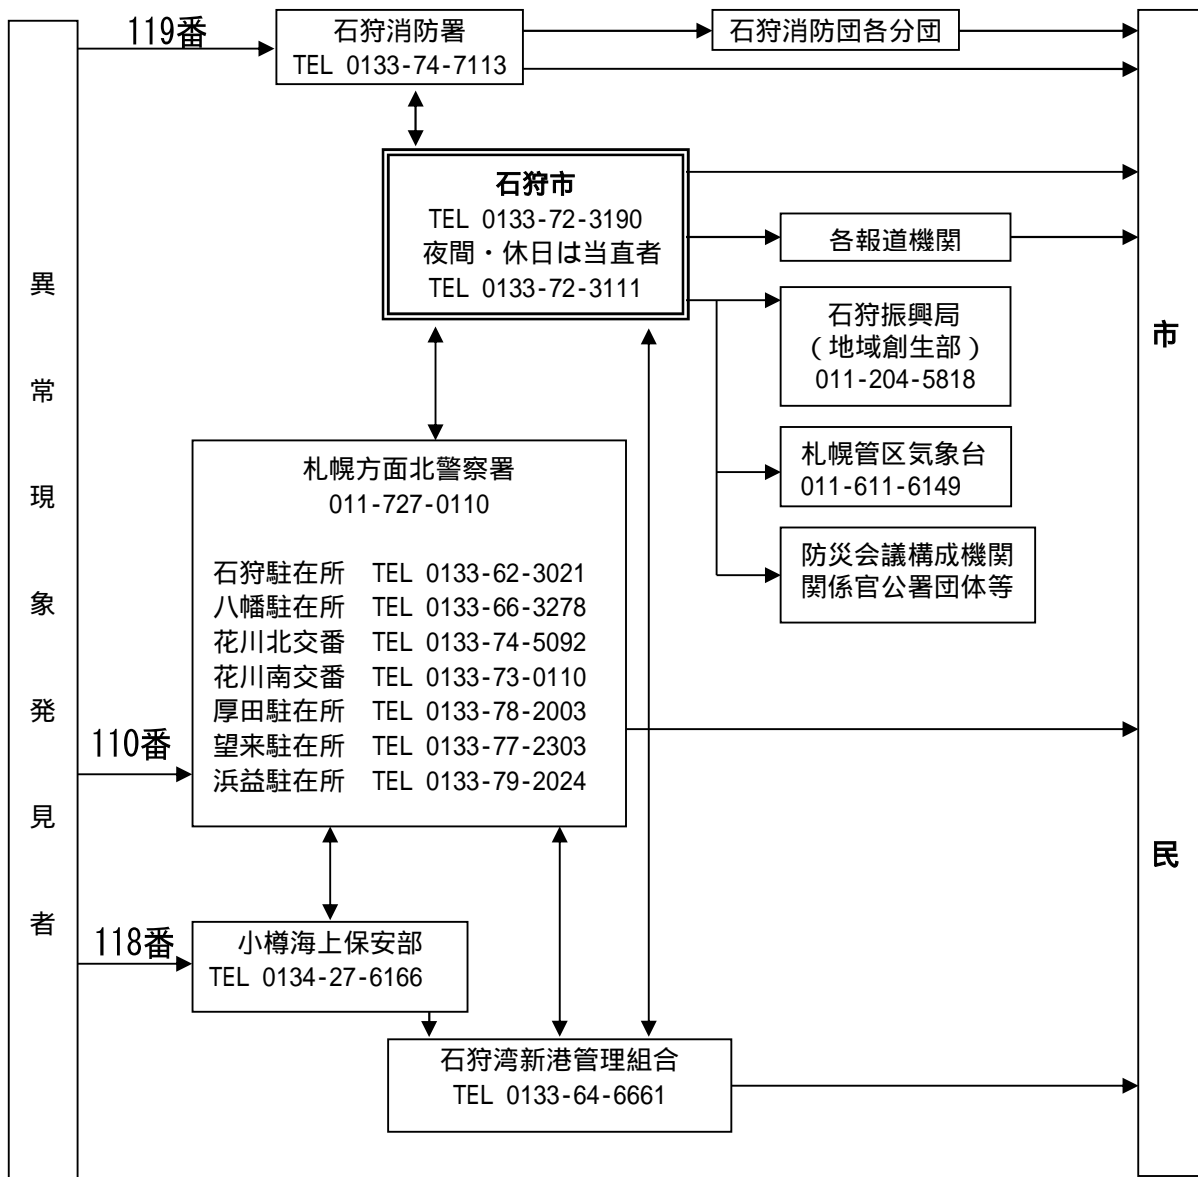 119番
石狩消防署
TEL 0133-74-7113
石狩消防団各分団
石狩市
TEL 0133-72-3190
夜間・休日は当直者
TEL 0133-72-3111
各報道機関
石狩振興局
(地域創生部)
011-204-5818
札幌管区気象台
011-611-6149
防災会議構成機関
関係官公署団体等
異常現象発見者
札幌方面北警察署
011-727-0110
石狩駐在所 TEL 0133-62-3021
八幡駐在所 TEL 0133-66-3278
花川北交番 TEL 0133-74-5092
花川南交番 TEL 0133-73-0110
厚田駐在所 TEL 0133-78-2003
望来駐在所 TEL 0133-77-2303
浜益駐在所 TEL 0133-79-2024
110番
118番
小樽海上保安部
TEL 0134-27-6166
石狩湾新港管理組合
TEL 0133-64-6661
市民